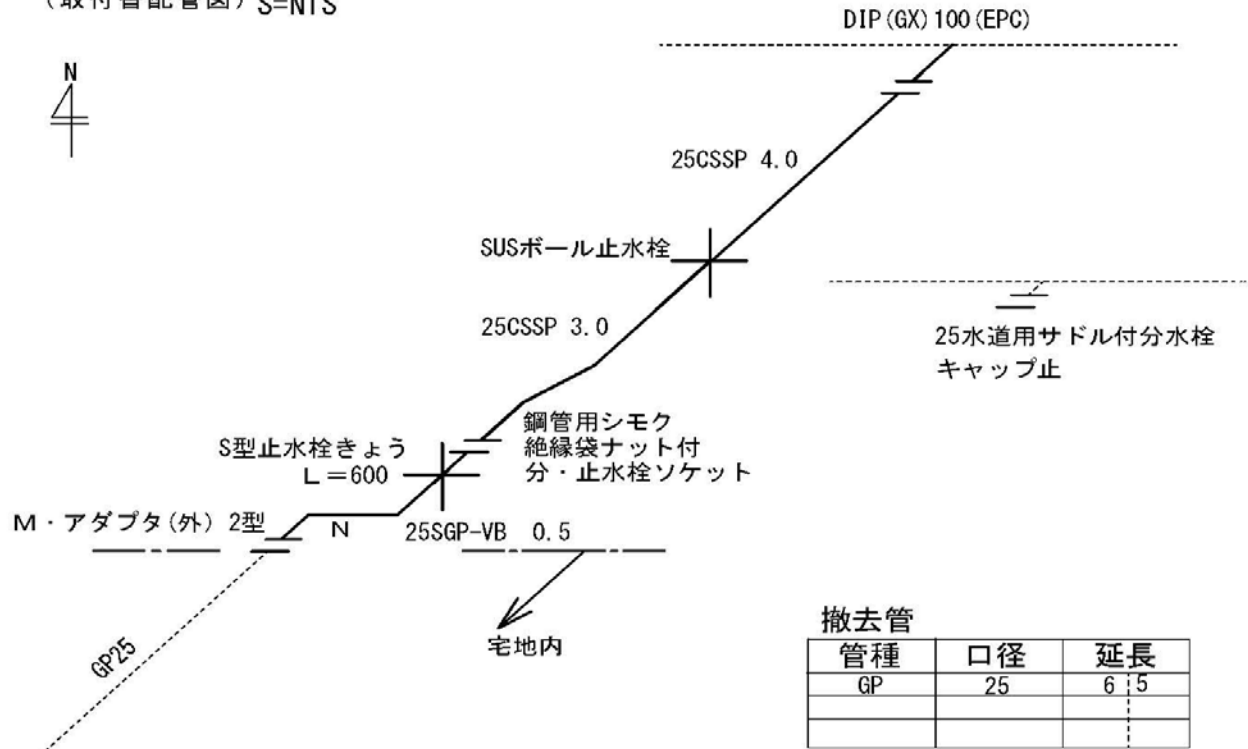 (取付管配管図) S=NTS
DIP(GX)100(EPC)
N
25CSSP 4.0
SUSボール止水栓
25CSSP 3.0
25水道用サドル付分水栓
キャップ止
鋼管用シモク
絶縁袋ナット付
分・止水栓ソケット
S型止水栓きょう
L=600
M・アダプタ(外) 2型
N
25SGP-VB 0.5
宅地内
GP25
撤去管
管種 口径 延長
GP 25 6 5